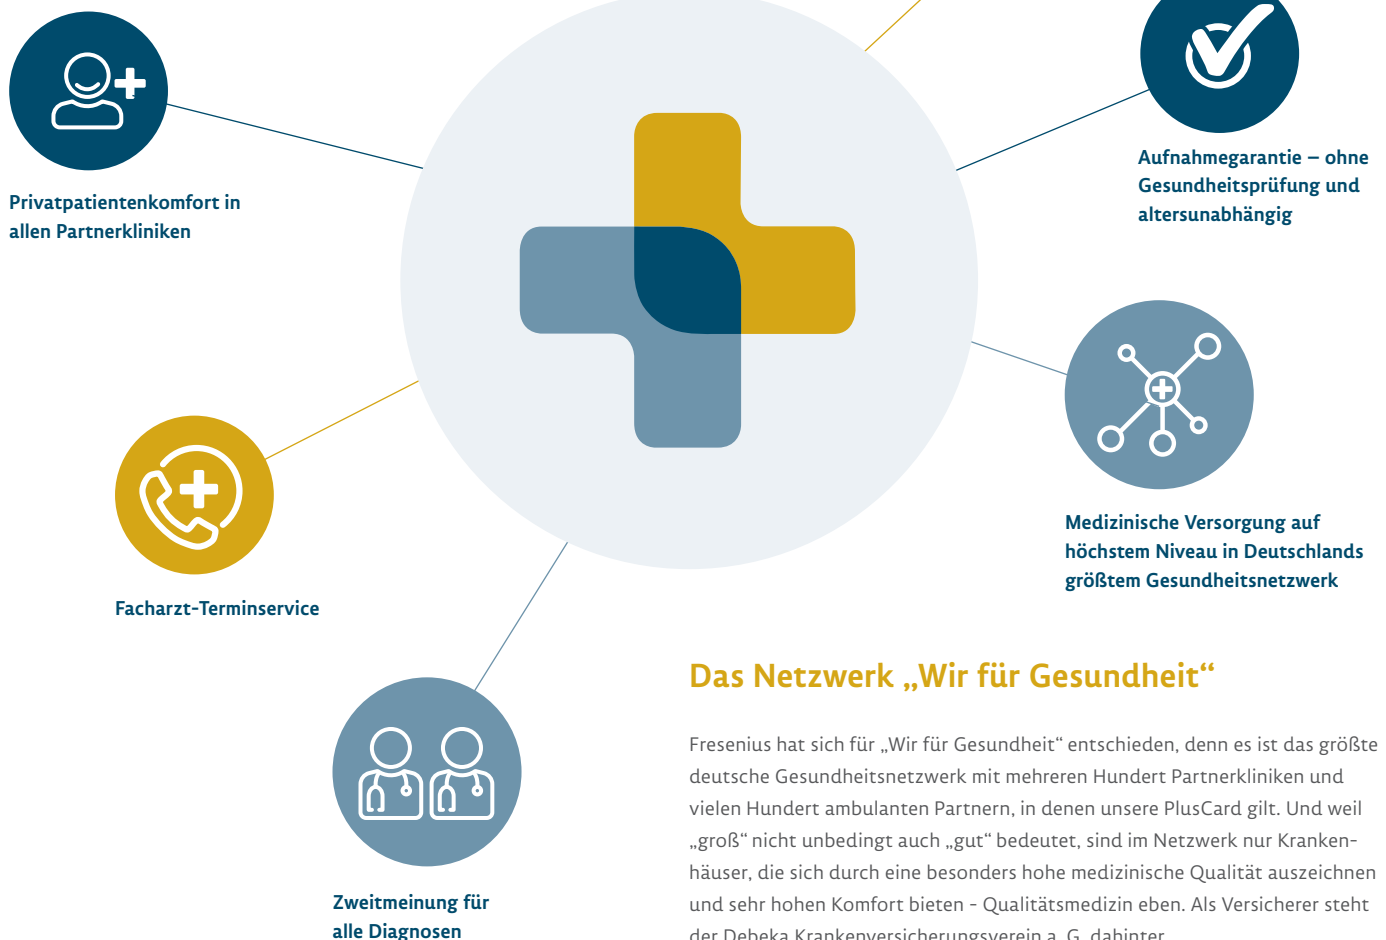 Privatpatientenkomfort in
allen Partnerkliniken
Aufnahmegarantie – ohne
Gesundheitsprüfung und
altersunabhängig
Facharzt-Terminservice
Medizinische Versorgung auf
höchstem Niveau in Deutschlands
größtem Gesundheitsnetzwerk
Zweitmeinung für
alle Diagnosen
Das Netzwerk „Wir für Gesundheit“
Fresenius hat sich für „Wir für Gesundheit“ entschieden, denn es ist das größte
deutsche Gesundheitsnetzwerk mit mehreren Hundert Partnerkliniken und
vielen Hundert ambulanten Partnern, in denen unsere PlusCard gilt. Und weil
„groß“ nicht unbedingt auch „gut“ bedeutet, sind im Netzwerk nur Kranken-
häuser, die sich durch eine besonders hohe medizinische Qualität auszeichnen
und sehr hohen Komfort bieten - Qualitätsmedizin eben. Als Versicherer steht
der Debeka Krankenversicherungsverein a. G. dahinter.